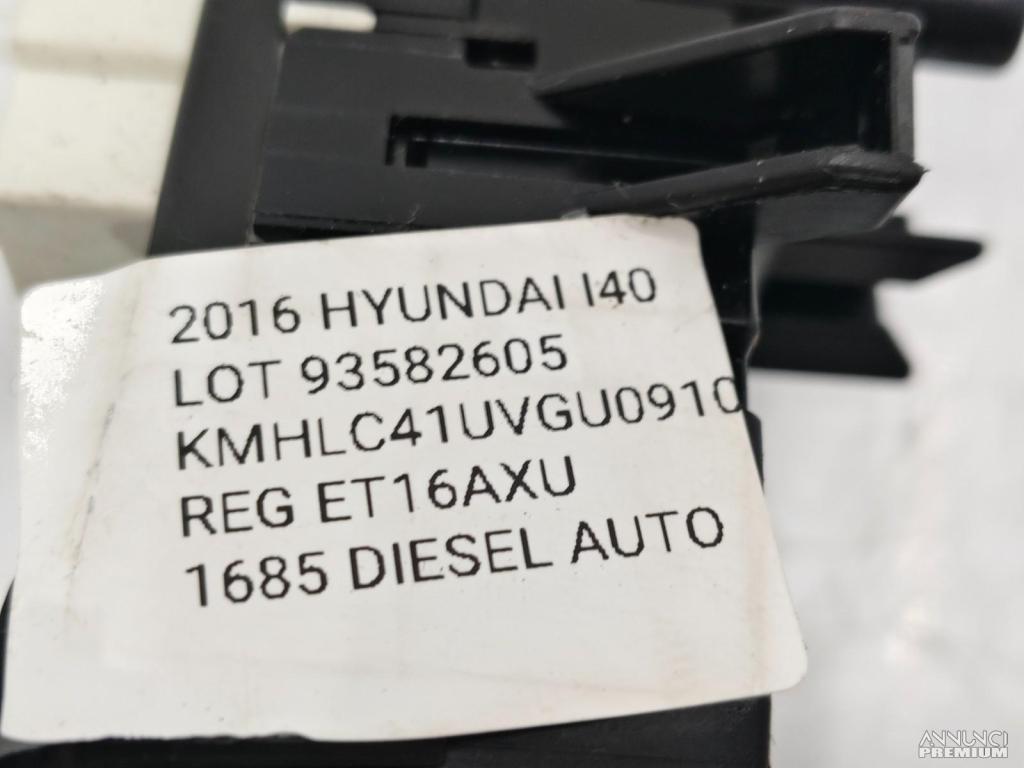 2016 HYUNDAI I40
LOT 93582605
KMHLC41UVGU0910
REG ET16AXU
1685 DIESEL AUTO
ANNUNCI
PREMIUM